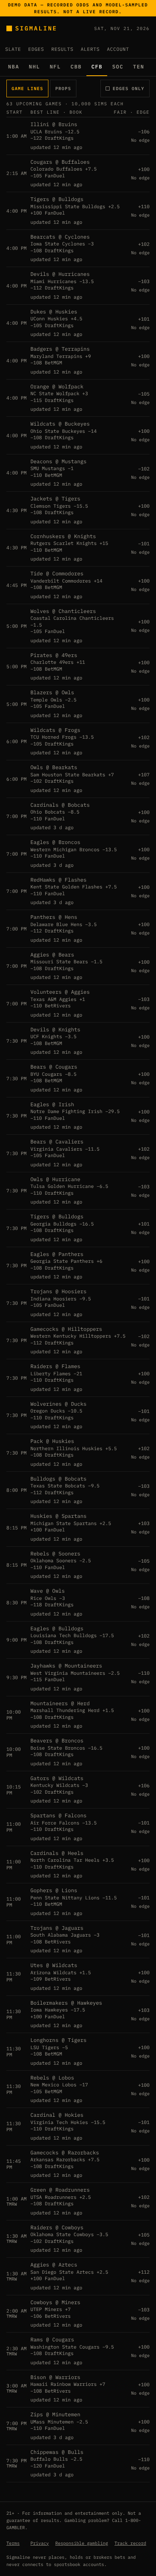 DEMO DATA — RECORDED ODDS AND MODEL-SAMPLED RESULTS. NOT A LIVE RECORD.
SIGNALINE
SAT, NOV 21, 2026
SLATE EDGES RESULTS ALERTS ACCOUNT
NBA NHL NFL CBB CFB SOC TEN
GAME LINES PROPS EDGES ONLY
63 UPCOMING GAMES · 10,000 SIMS EACH
START BEST LINE · BOOK FAIR · EDGE
Illini @ Bruins
1:00 AM UCLA Bruins −12.5 −106
−122 DraftKings No edge
updated 12 min ago
Cougars @ Buffaloes
2:15 AM Colorado Buffaloes +7.5 +100
−105 FanDuel No edge
updated 12 min ago
Tigers @ Bulldogs
4:00 PM Mississippi State Bulldogs +2.5 +110
+100 FanDuel No edge
updated 12 min ago
Bearcats @ Cyclones
4:00 PM Iowa State Cyclones −3 +102
−108 DraftKings No edge
updated 12 min ago
Devils @ Hurricanes
4:00 PM Miami Hurricanes −13.5 −103
−112 DraftKings No edge
updated 12 min ago
Dukes @ Huskies
4:00 PM UConn Huskies +4.5 +101
−105 DraftKings No edge
updated 12 min ago
Badgers @ Terrapins
4:00 PM Maryland Terrapins +9 +100
−108 BetMGM No edge
updated 12 min ago
Orange @ Wolfpack
4:00 PM NC State Wolfpack +3 −105
−115 DraftKings No edge
updated 12 min ago
Wildcats @ Buckeyes
4:00 PM Ohio State Buckeyes −14 +100
−108 DraftKings No edge
updated 12 min ago
Deacons @ Mustangs
4:00 PM SMU Mustangs −3 −102
−110 BetMGM No edge
updated 12 min ago
Jackets @ Tigers
4:30 PM Clemson Tigers −15.5 +100
−108 DraftKings No edge
updated 12 min ago
Cornhuskers @ Knights
4:30 PM Rutgers Scarlet Knights +15 −101
−110 BetMGM No edge
updated 12 min ago
Tide @ Commodores
4:45 PM Vanderbilt Commodores +14 +100
−108 DraftKings No edge
updated 12 min ago
Wolves @ Chanticleers
5:00 PM Coastal Carolina Chanticleers −1.5 +100
−105 FanDuel No edge
updated 12 min ago
Pirates @ 49ers
5:00 PM Charlotte 49ers +11 +100
−108 BetMGM No edge
updated 12 min ago
Blazers @ Owls
5:00 PM Temple Owls −2.5 +100
−105 FanDuel No edge
updated 12 min ago
Wildcats @ Frogs
6:00 PM TCU Horned Frogs −13.5 +102
−105 DraftKings No edge
updated 12 min ago
Owls @ Bearkats
6:00 PM Sam Houston State Bearkats +7 +107
−102 DraftKings No edge
updated 12 min ago
Cardinals @ Bobcats
7:00 PM Ohio Bobcats −8.5 +100
−110 FanDuel No edge
updated 3 d ago
Eagles @ Broncos
7:00 PM Western Michigan Broncos −13.5 +100
−110 FanDuel No edge
updated 3 d ago
RedHawks @ Flashes
7:00 PM Kent State Golden Flashes +7.5 +100
−110 FanDuel No edge
updated 3 d ago
Panthers @ Hens
7:00 PM Delaware Blue Hens −3.5 +100
−112 DraftKings No edge
updated 12 min ago
Aggies @ Bears
7:00 PM Missouri State Bears −1.5 +100
−108 DraftKings No edge
updated 12 min ago
Volunteers @ Aggies
7:00 PM Texas A&M Aggies +1 −103
−110 BetRivers No edge
updated 12 min ago
Devils @ Knights
7:30 PM UCF Knights −3.5 +100
−108 DraftKings No edge
updated 12 min ago
Bears @ Cougars
7:30 PM BYU Cougars −8.5 +100
−108 BetMGM No edge
updated 12 min ago
Eagles @ Irish
7:30 PM Notre Dame Fighting Irish −29.5 +100
−110 DraftKings No edge
updated 12 min ago
Bears @ Cavaliers
7:30 PM Virginia Cavaliers −11.5 +102
−105 FanDuel No edge
updated 12 min ago
Owls @ Hurricane
7:30 PM Tulsa Golden Hurricane −6.5 −103
−110 DraftKings No edge
updated 12 min ago
Tigers @ Bulldogs
7:30 PM Georgia Bulldogs −16.5 +101
−108 DraftKings No edge
updated 12 min ago
Eagles @ Panthers
7:30 PM Georgia State Panthers +6 +100
−108 DraftKings No edge
updated 12 min ago
Trojans @ Hoosiers
7:30 PM Indiana Hoosiers −9.5 −101
−105 FanDuel No edge
updated 12 min ago
Gamecocks @ Hilltoppers
7:30 PM Western Kentucky Hilltoppers +7.5 −102
−112 DraftKings No edge
updated 12 min ago
Raiders @ Flames
7:30 PM Liberty Flames −21 +100
−110 DraftKings No edge
updated 12 min ago
Wolverines @ Ducks
7:30 PM Oregon Ducks −10.5 −101
−110 DraftKings No edge
updated 12 min ago
Pack @ Huskies
7:30 PM Northern Illinois Huskies +5.5 +102
−108 DraftKings No edge
updated 12 min ago
Bulldogs @ Bobcats
8:00 PM Texas State Bobcats −9.5 −103
−112 DraftKings No edge
updated 12 min ago
Huskies @ Spartans
8:15 PM Michigan State Spartans +2.5 +103
+100 FanDuel No edge
updated 12 min ago
Rebels @ Sooners
8:15 PM Oklahoma Sooners −2.5 −105
−110 DraftKings No edge
updated 12 min ago
Wave @ Owls
8:30 PM Rice Owls −3 −108
−118 DraftKings No edge
updated 12 min ago
Eagles @ Bulldogs
9:00 PM Louisiana Tech Bulldogs −17.5 +102
−108 DraftKings No edge
updated 12 min ago
Jayhawks @ Mountaineers
9:30 PM West Virginia Mountaineers −2.5 −110
−115 FanDuel No edge
updated 12 min ago
Mountaineers @ Herd
10:00 PM Marshall Thundering Herd +1.5 +100
−108 DraftKings No edge
updated 12 min ago
Beavers @ Broncos
10:00 PM Boise State Broncos −16.5 +100
−108 DraftKings No edge
updated 12 min ago
Gators @ Wildcats
10:15 PM Kentucky Wildcats −3 +106
−102 DraftKings No edge
updated 12 min ago
Spartans @ Falcons
11:00 PM Air Force Falcons −13.5 −101
−110 DraftKings No edge
updated 12 min ago
Cardinals @ Heels
11:00 PM North Carolina Tar Heels +3.5 +100
−110 DraftKings No edge
updated 12 min ago
Gophers @ Lions
11:00 PM Penn State Nittany Lions −11.5 −101
−110 DraftKings No edge
updated 12 min ago
Trojans @ Jaguars
11:00 PM South Alabama Jaguars −3 −101
−108 BetRivers No edge
updated 12 min ago
Utes @ Wildcats
11:30 PM Arizona Wildcats +1.5 +100
−109 BetRivers No edge
updated 12 min ago
Boilermakers @ Hawkeyes
11:30 PM Iowa Hawkeyes −17.5 +103
+100 FanDuel No edge
updated 12 min ago
Longhorns @ Tigers
11:30 PM LSU Tigers −5 +100
−108 BetMGM No edge
updated 12 min ago
Rebels @ Lobos
11:30 PM New Mexico Lobos −17 +100
−105 BetMGM No edge
updated 12 min ago
Cardinal @ Hokies
11:30 PM Virginia Tech Hokies −15.5 −101
−110 DraftKings No edge
updated 12 min ago
Gamecocks @ Razorbacks
11:45 PM Arkansas Razorbacks +7.5 +100
−108 DraftKings No edge
updated 12 min ago
Green @ Roadrunners
1:00 AM TMRW UTSA Roadrunners +2.5 +102
−108 DraftKings No edge
updated 12 min ago
Raiders @ Cowboys
1:30 AM TMRW Oklahoma State Cowboys −3.5 +105
−102 DraftKings No edge
updated 12 min ago
Aggies @ Aztecs
1:30 AM TMRW San Diego State Aztecs +3.5 +112
+100 FanDuel No edge
updated 12 min ago
Cowboys @ Miners
2:00 AM TMRW UTEP Miners +7 −103
−106 BetRivers No edge
updated 12 min ago
Rams @ Cougars
2:30 AM TMRW Washington State Cougars −9.5 +100
−108 DraftKings No edge
updated 12 min ago
Bison @ Warriors
3:00 AM TMRW Hawaii Rainbow Warriors +7 +100
−108 BetRivers No edge
updated 12 min ago
Zips @ Minutemen
7:00 PM TMRW UMass Minutemen −2.5 +100
−110 FanDuel No edge
updated 3 d ago
Chippewas @ Bulls
7:30 PM TMRW Buffalo Bulls −2.5 −110
−120 FanDuel No edge
updated 3 d ago
21+ · For information and entertainment only. Not a guarantee of results. Gambling problem? Call 1-800-GAMBLER.
Terms Privacy Responsible gambling Track record
Signaline never places, holds or brokers bets and never connects to sportsbook accounts.